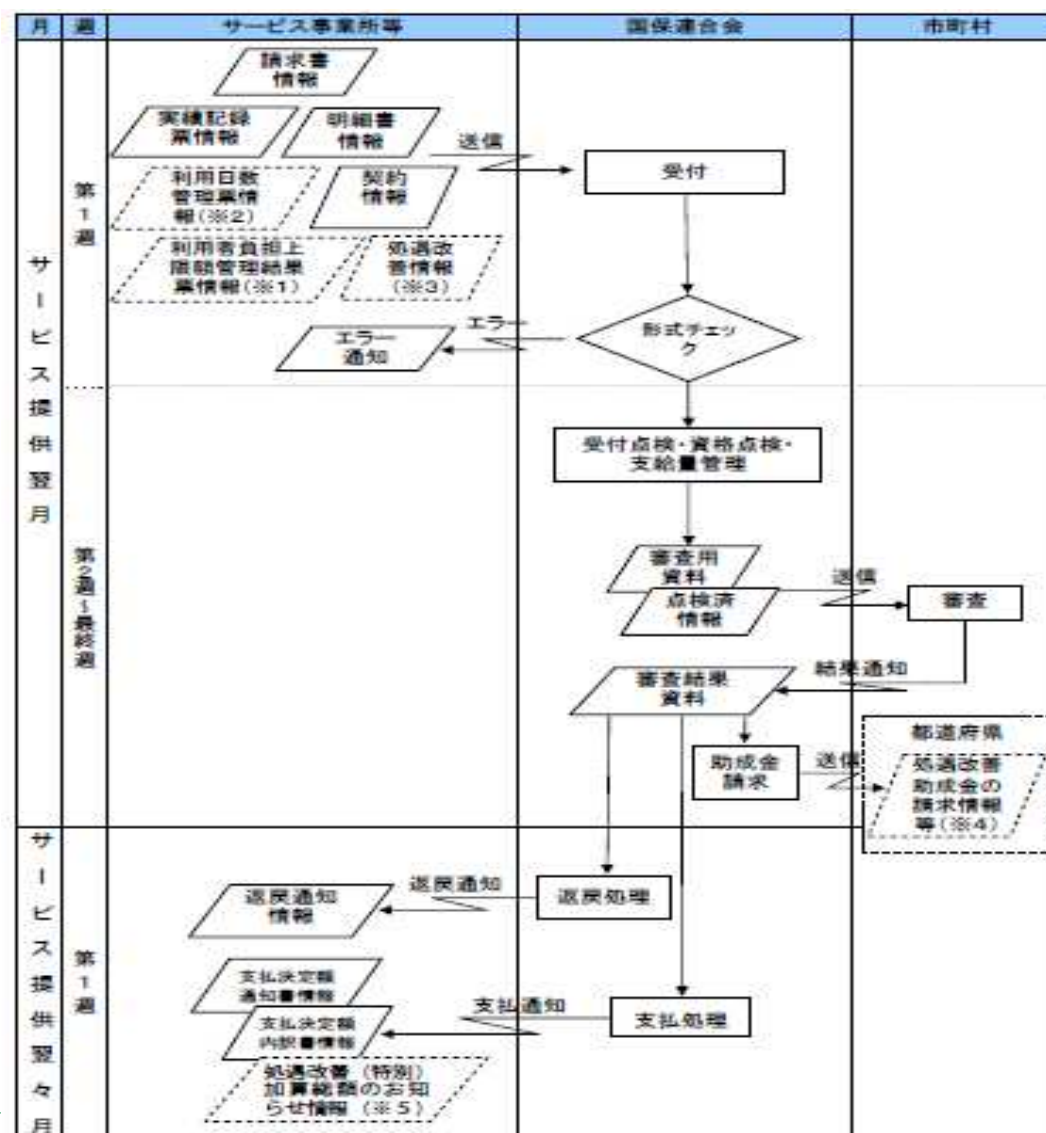 月
週
サービス事業所等
国保連合会
市町村
サービス提供翌月
第1週
請求書
情報
実績記録
票情報
明細書
情報
送信
受付
利用日数
管理票情
報(※2)
契約
情報
利用者負担上
限額管理結果
票情報(※1)
処遇改
善情報
(※3)
エラー
通知
エラー
形式チェッ
ク
第2週~最終週
受付点検・資格点検・
支給量管理
審査用
資料
点検済
情報
送信
審査
審査結果
資料
結果通知
助成金
請求
送信
都道府県
処遇改善
助成金の
請求情報
等(※4)
サービス提供翌々月
第1週
返戻通知
情報
返戻通知
返戻処理
支払決定額
通知書情報
支払決定額
内訳書情報
支払通知
支払処理
処遇改善(特別)
加算総額のお知
らせ情報(※5)